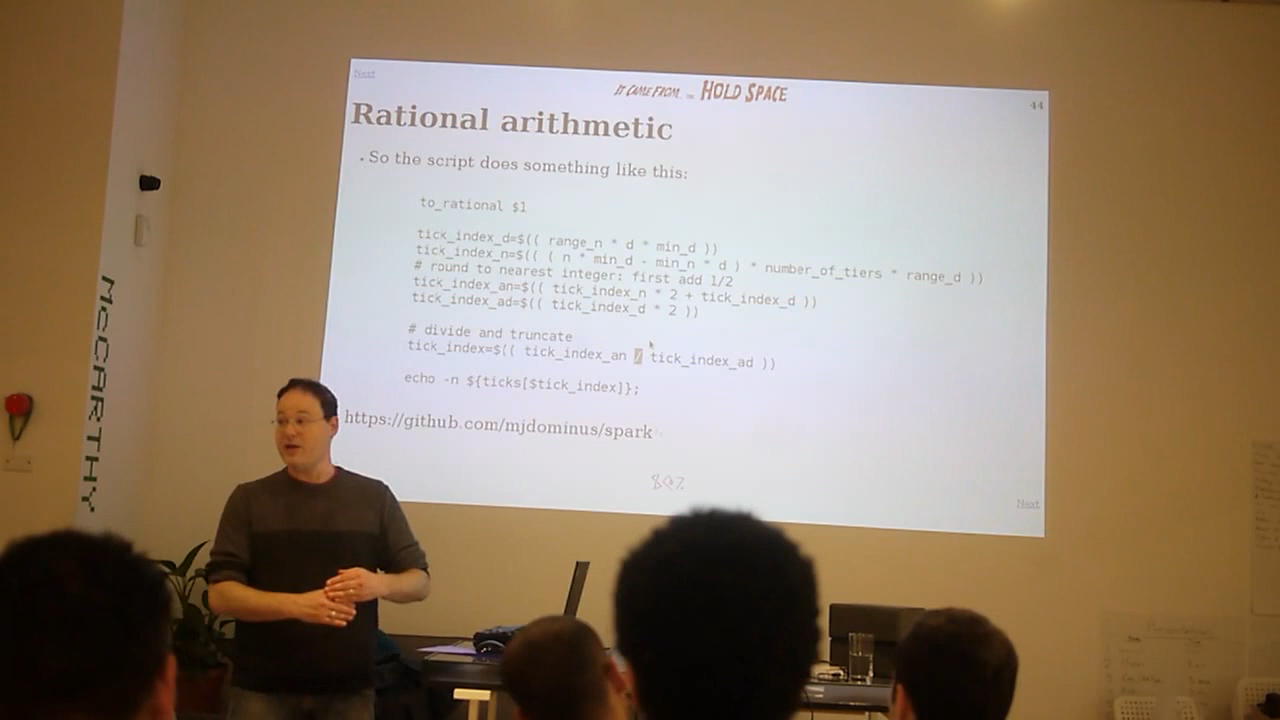 Next
IT CAME FROM... HOLD SPACE
44
Rational arithmetic
. So the script does something like this:
to_rational $1
tick_index_d=$(( range_n * d * min_d ))
tick_index_n=$(( ( n * min_d - min_n * d ) * number_of_tiers * range_d ))
# round to nearest integer: first add 1/2
tick_index_an=$(( tick_index_n * 2 + tick_index_d ))
tick_index_ad=$(( tick_index_d * 2 ))
# divide and truncate
tick_index=$(( tick_index_an / tick_index_ad ))
echo -n ${ticks[$tick_index]};
https://github.com/mjdominus/spark
Next
McCARTHY